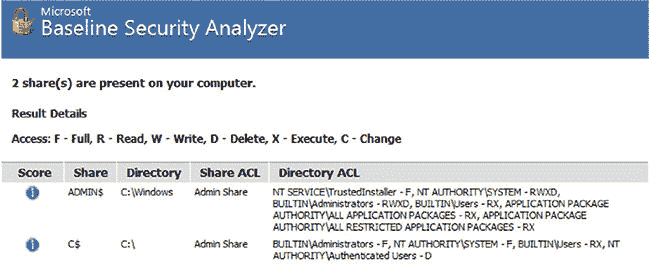 Microsoft
Baseline Security Analyzer
2 share(s) are present on your computer.
Result Details
Access: F - Full, R - Read, W - Write, D - Delete, X - Execute, C - Change
Score Share Directory Share ACL Directory ACL
ADMIN$ C:\Windows Admin Share NT SERVICE\TrustedInstaller - F, NT AUTHORITY\SYSTEM - RWXD,
BUILTIN\Administrators - RWXD, BUILTIN\Users - RX, APPLICATION PACKAGE
AUTHORITY\ALL APPLICATION PACKAGES - RX, APPLICATION PACKAGE
AUTHORITY\ALL RESTRICTED APPLICATION PACKAGES - RX
C$ C:\ Admin Share BUILTIN\Administrators - F, NT AUTHORITY\SYSTEM - F, BUILTIN\Users - RX, NT
AUTHORITY\Authenticated Users - D